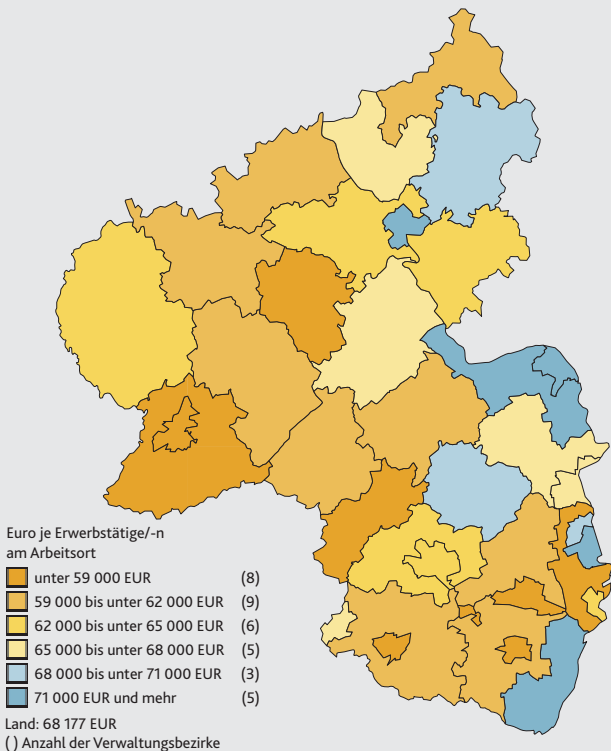 Euro je Erwerbstätige/-n
am Arbeitsort
unter 59 000 EUR (8)
59 000 bis unter 62 000 EUR (9)
62 000 bis unter 65 000 EUR (6)
65 000 bis unter 68 000 EUR (5)
68 000 bis unter 71 000 EUR (3)
71 000 EUR und mehr (5)
Land: 68 177 EUR
( ) Anzahl der Verwaltungsbezirke